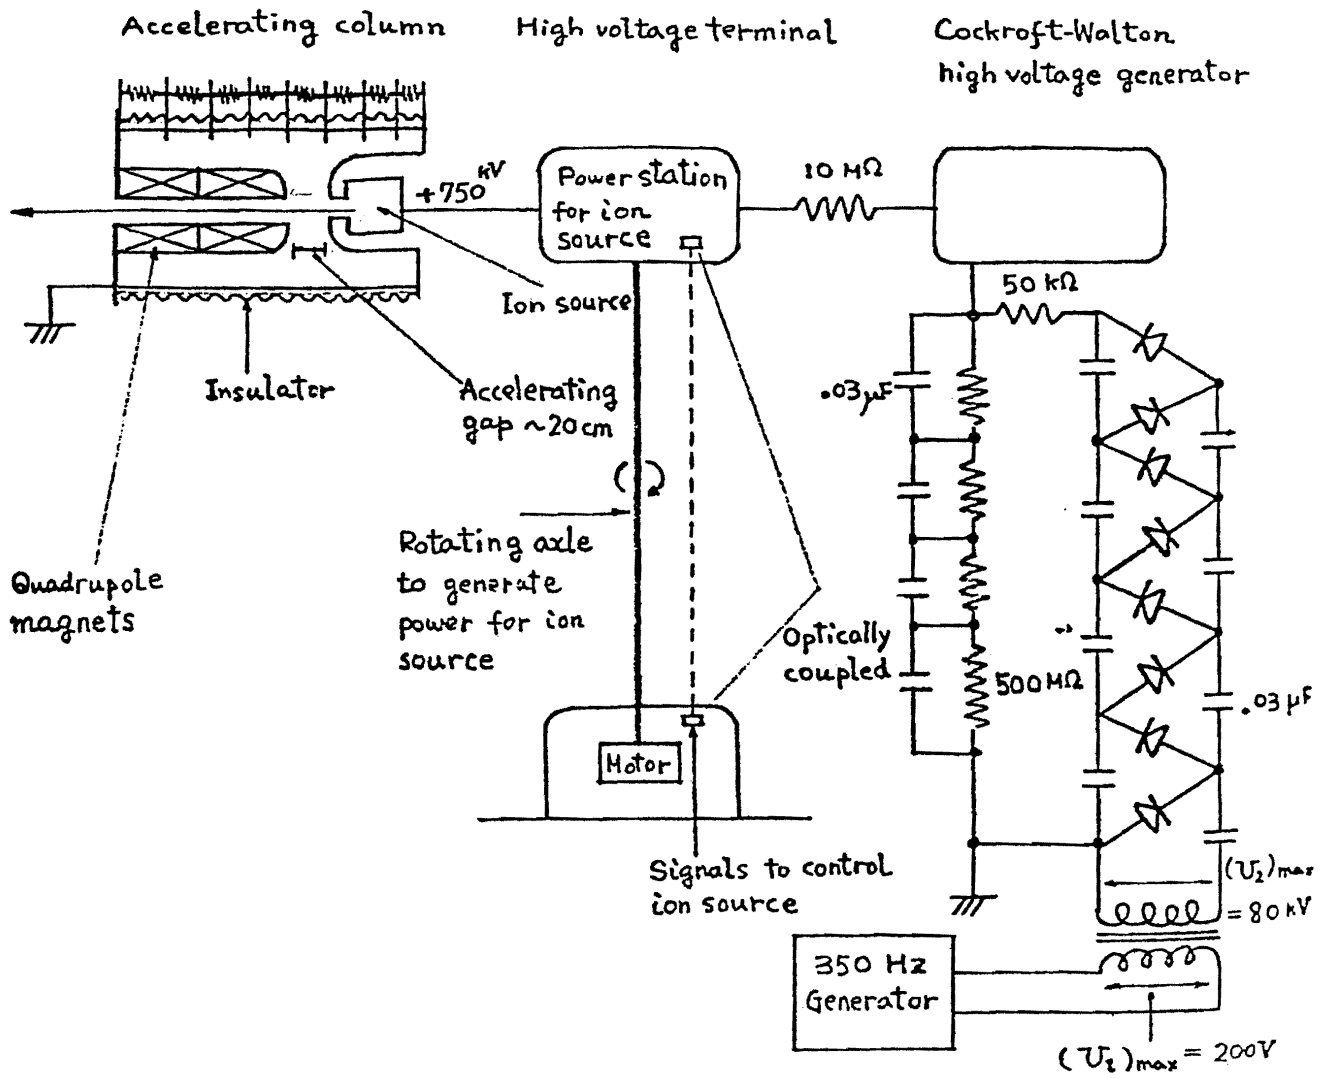 Accelerating column
High voltage terminal
Cockroft-Walton
high voltage generator
+750 kV
Power station
for ion
source
10 MΩ
50 kΩ
Ion source
Insulator
Accelerating
gap ~20cm
.03 µF
Rotating axle
to generate
power for ion
source
Quadrupole
magnets
Optically
coupled
500 MΩ
.03 µF
Motor
Signals to control
ion source
(U₂)max
= 80 kV
350 Hz
Generator
(U₁)max = 200V